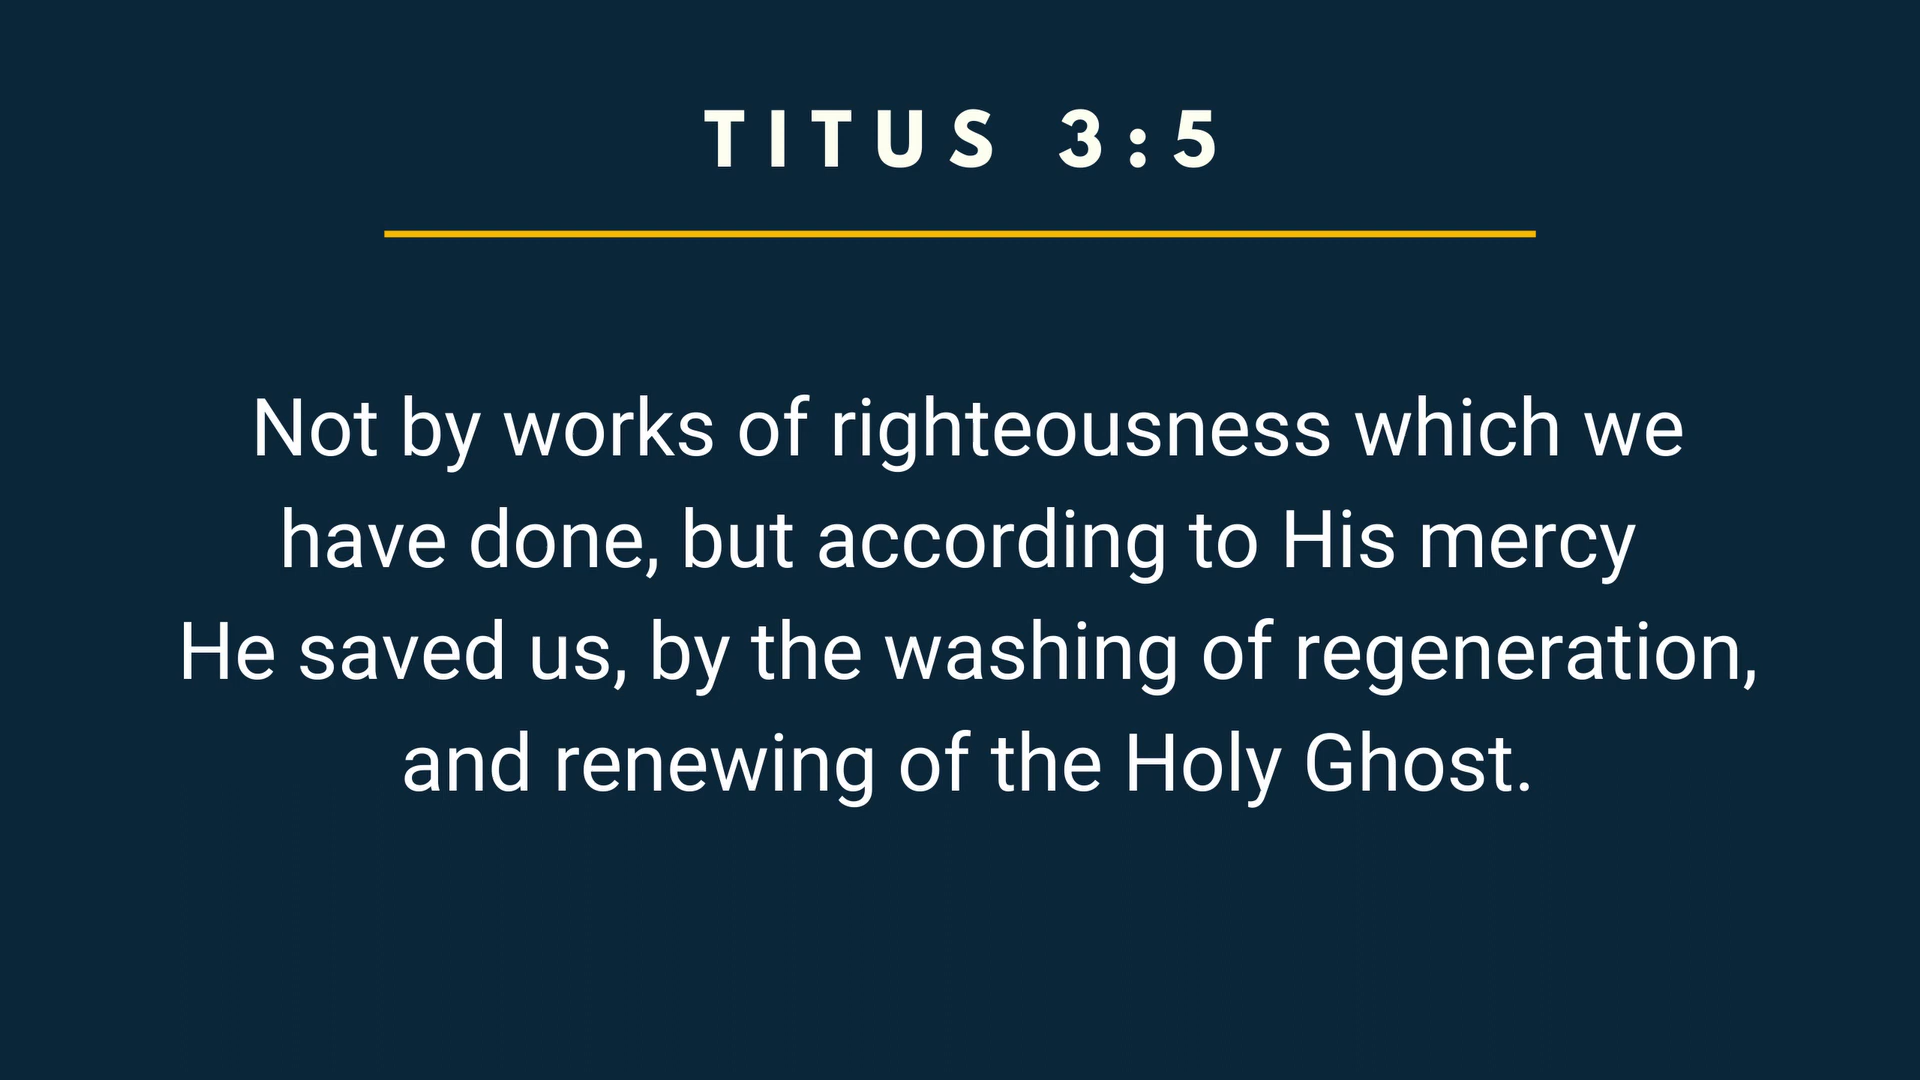 TITUS 3:5
Not by works of righteousness which we
have done, but according to His mercy
He saved us, by the washing of regeneration,
and renewing of the Holy Ghost.